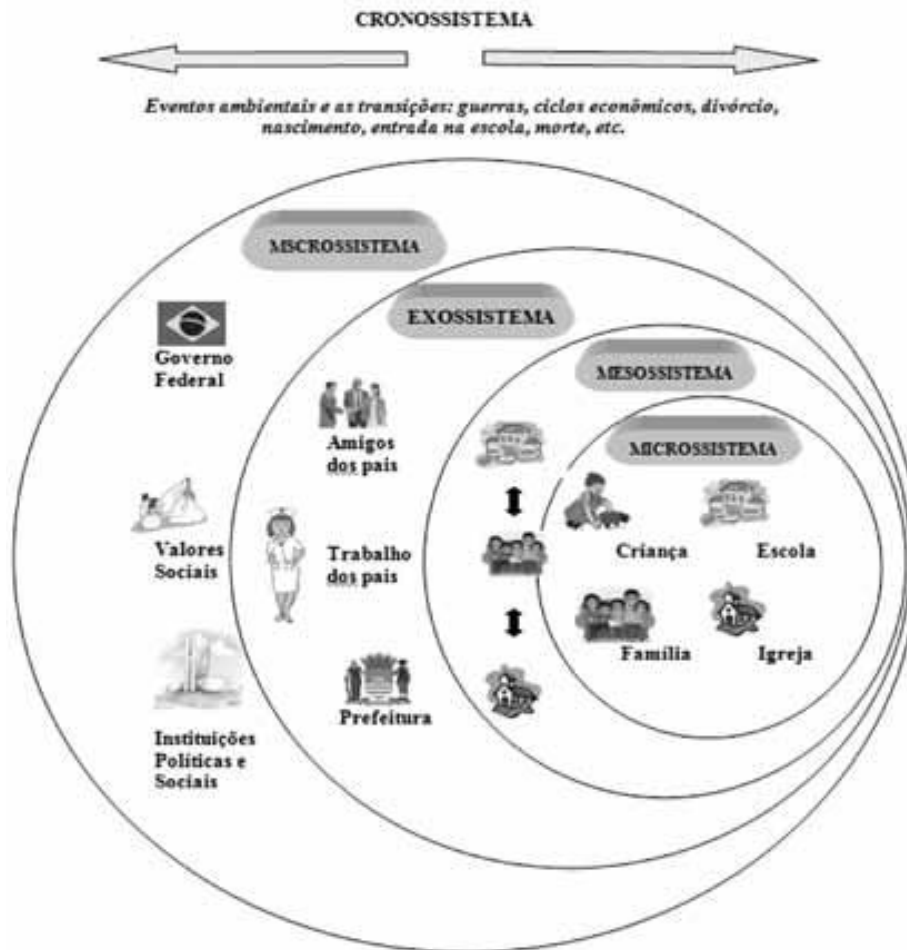 CRONOSSISTEMA
Eventos ambientais e as transições: guerras, ciclos econômicos, divórcio,
nascimento, entrada na escola, morte, etc.
MSCROSSISTEMA
EXOSSISTEMA
MESOSSISTEMA
MICROSSISTEMA
Governo
Federal
Amigos
dos pais
Criança
Escola
Valores
Sociais
Trabalho
dos pais
Família
Igreja
Prefeitura
Instituições
Políticas e
Sociais